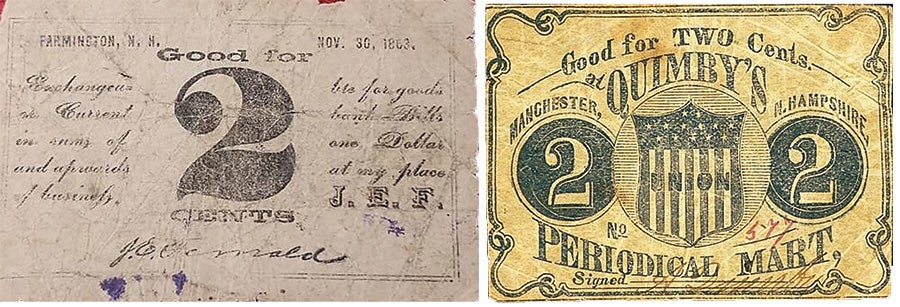 FARMINGTON, N. H. NOV. 30, 1863.
Good for
2
CENTS
Exchangea- ble for goods
or Current bank Bills
in sums of one Dollar
and upwards at my place
of business. J. E. F.
J. E.
Good for TWO Cents.
at QUIMBY'S
MANCHESTER, N. HAMPSHIRE.
2 UNION 2
No 577
PERIODICAL MART,
Signed